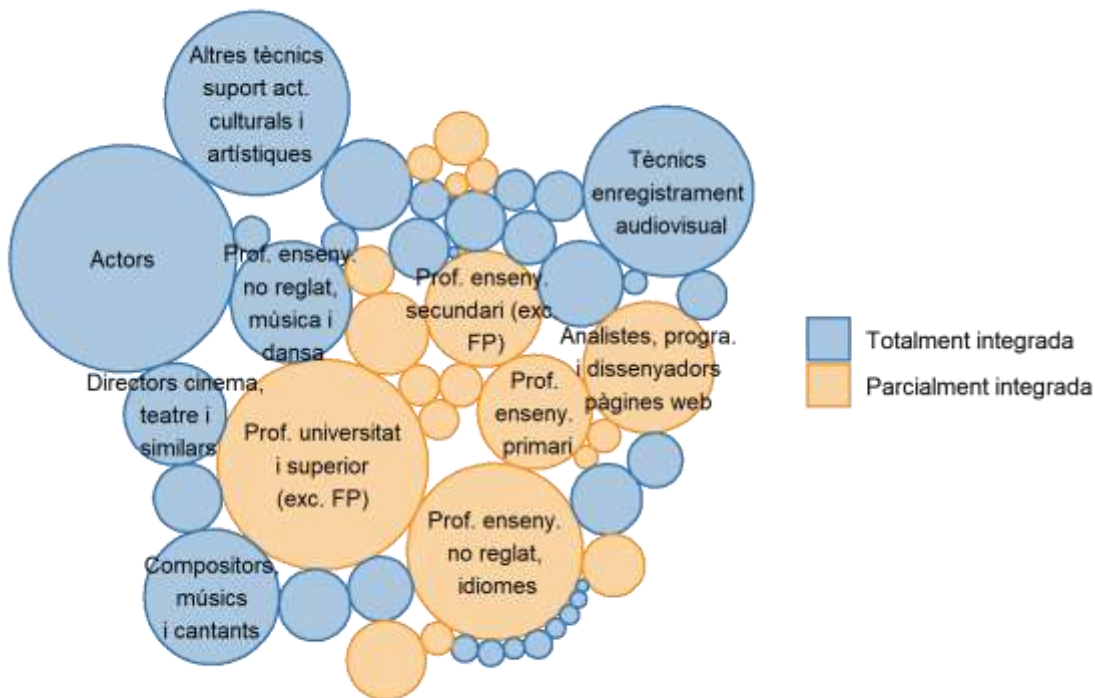 Altres tècnics
suport act.
culturals i
artístiques
Tècnics
enregistrament
audiovisual
Actors
Prof. enseny.
no reglat,
música i
dansa
Prof. enseny.
secundari (exc
FP)
Analistes, progra.
i dissenyadors
pàgines web
Totalment integrada
Parcialment integrada
Directors cinema,
teatre i
similars
Prof.
enseny.
primari
Prof. universitat
i superior
(exc. FP)
Prof. enseny.
no reglat,
idiomes
Compositors,
músics
i cantants